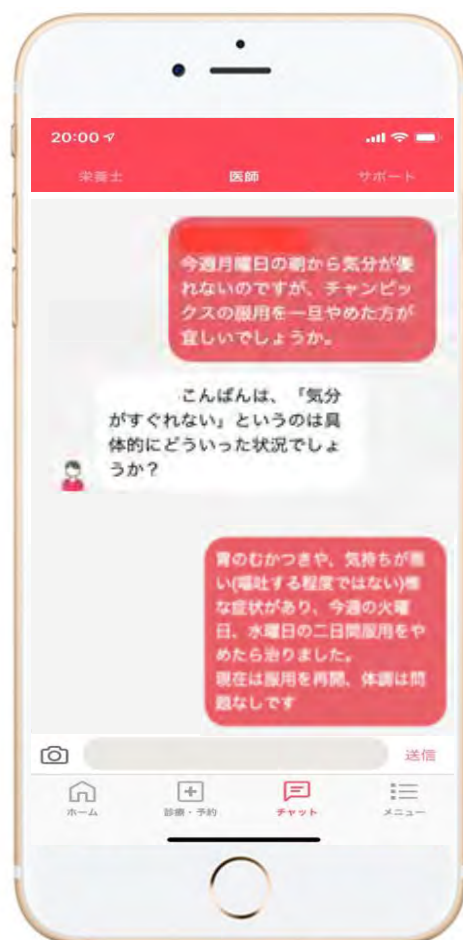 20:00
栄養士 医師 サポート
今週月曜日の朝から気分が優
れないのですが、チャンピッ
クスの服用を一旦やめた方が
宜しいでしょうか。
こんばんは、「気分
がすぐれない」というのは具
体的にどういった状況でしょ
うか?
胃のむかつきや、気持ちが悪
い(嘔吐する程度ではない)様
な症状があり、今週の火曜
日、水曜日の二日間服用をや
めたら治りました。
現在は服用を再開、体調は問
題なしです
送信
ホーム 診療・予約 チャット メニュー